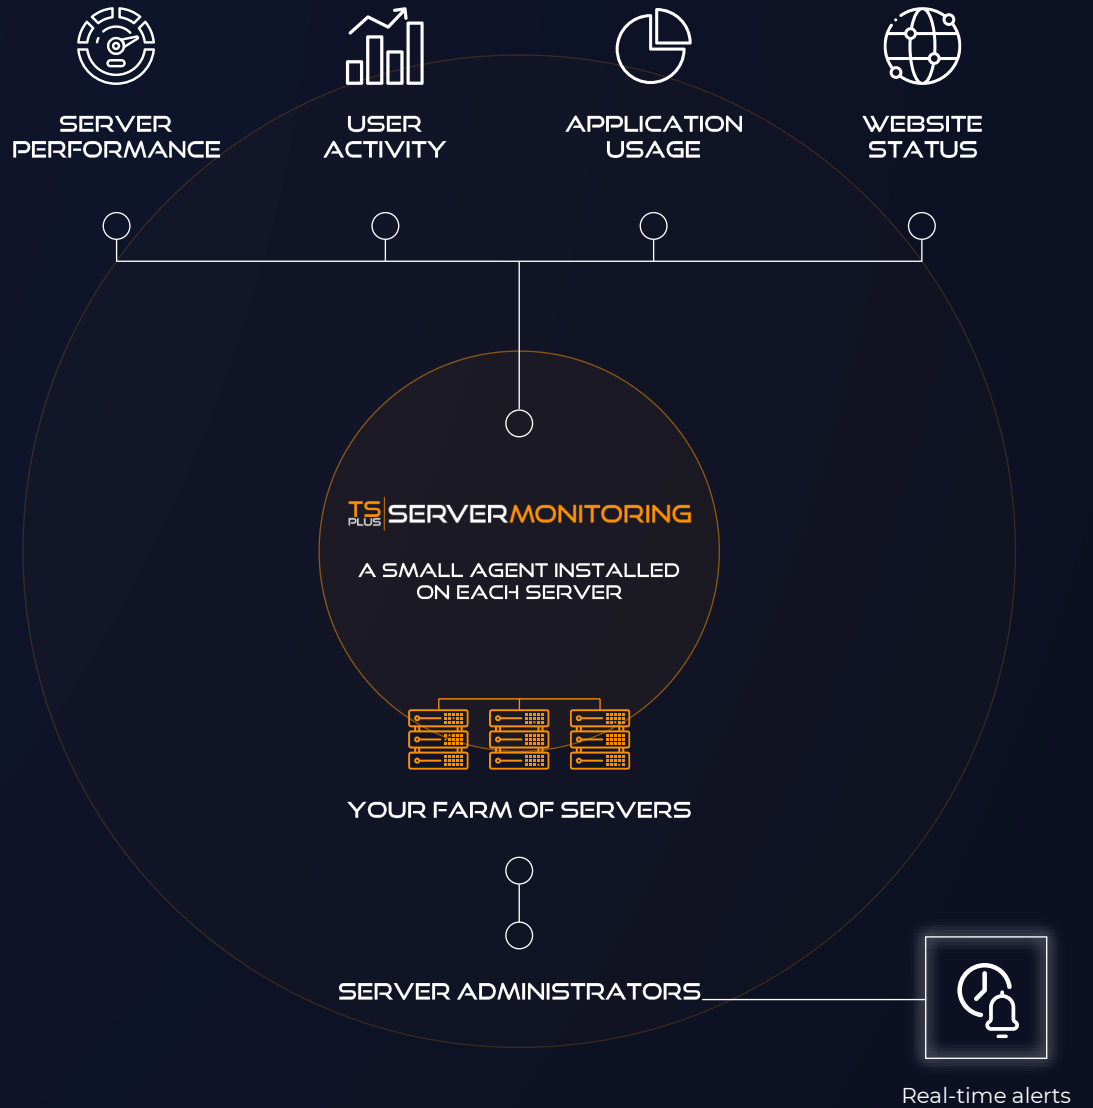 SERVER
PERFORMANCE
USER
ACTIVITY
APPLICATION
USAGE
WEBSITE
STATUS
TS
PLUS
SERVERMONITORING
A SMALL AGENT INSTALLED
ON EACH SERVER
YOUR FARM OF SERVERS
SERVER ADMINISTRATORS
Real-time alerts